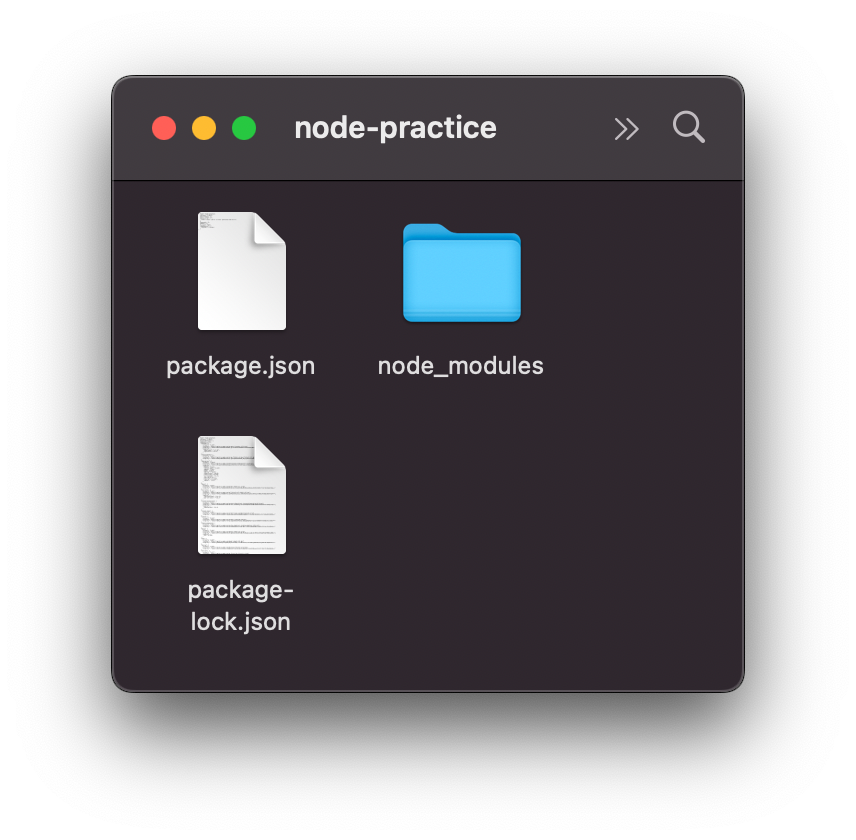 node-practice
package.json
node_modules
package-
lock.json